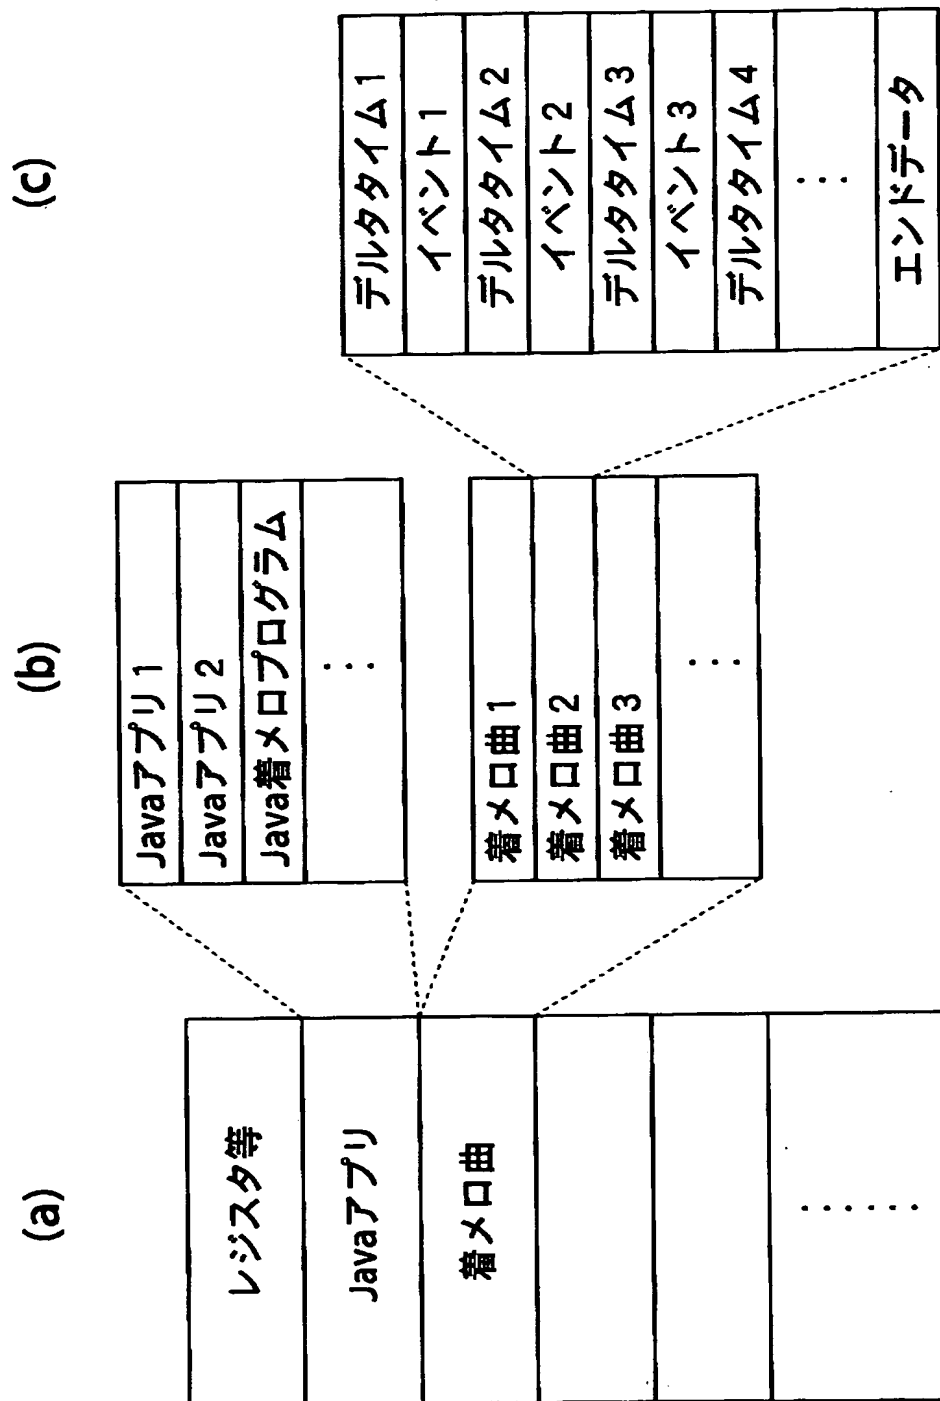 (a)
レジスタ等
Javaアプリ
着メロ曲
......
(b)
Javaアプリ1
Javaアプリ2
Java着メロプログラム
...
着メロ曲1
着メロ曲2
着メロ曲3
...
(c)
デルタタイム1
イベント1
デルタタイム2
イベント2
デルタタイム3
イベント3
デルタタイム4
...
エンドデータ